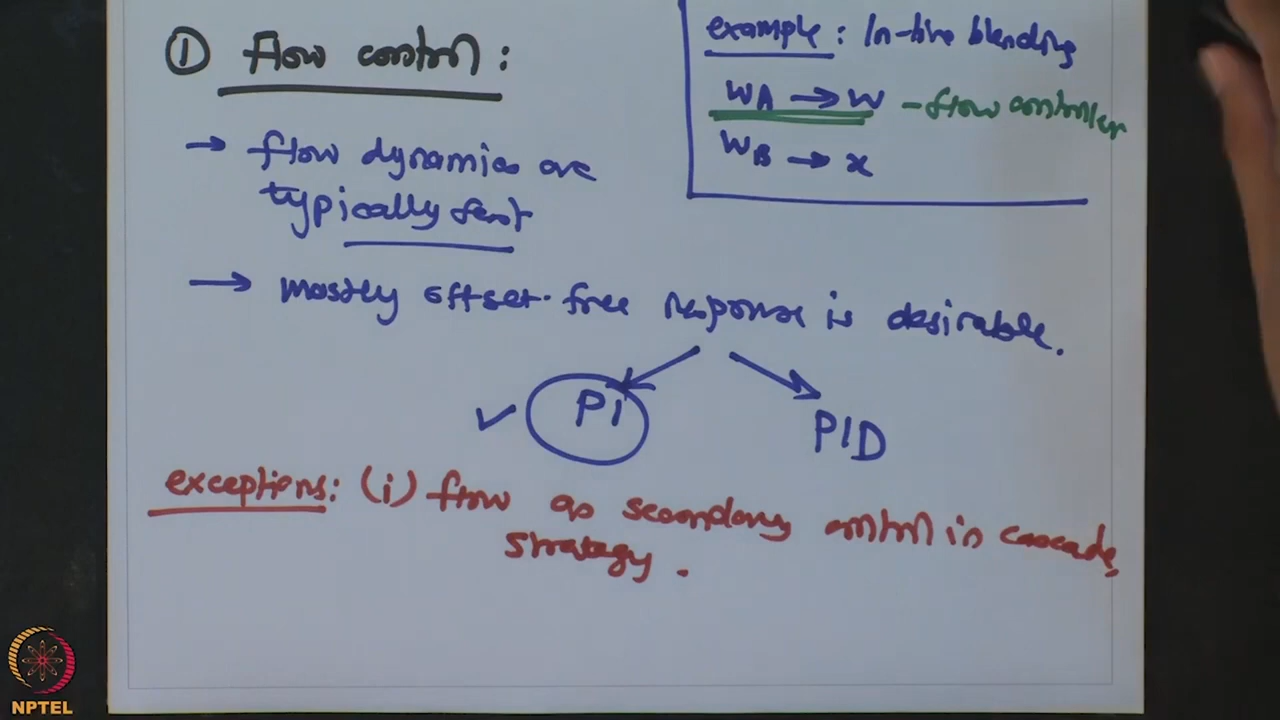 ① flow control :
→ flow dynamics are
typically fast
→ mostly offset-free response is desirable.
✓ PI
PID
exceptions: (i) flow as secondary control in cascade
strategy.
example : In-line blending
WA → W - flow controller
WB → x
NPTEL